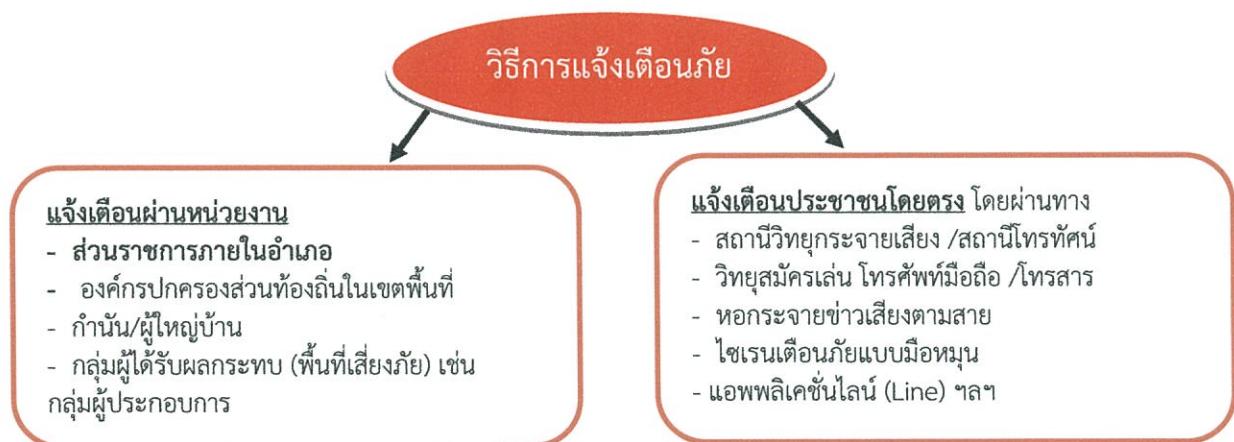 วิธีการแจ้งเตือนภัย
แจ้งเตือนผ่านหน่วยงาน
- ส่วนราชการภายในอำเภอ
- องค์กรปกครองส่วนท้องถิ่นในเขตพื้นที่
- กำนัน/ผู้ใหญ่บ้าน
- กลุ่มผู้ได้รับผลกระทบ (พื้นที่เสี่ยงภัย) เช่น
กลุ่มผู้ประกอบการ
แจ้งเตือนประชาชนโดยตรง โดยผ่านทาง
- สถานีวิทยุกระจายเสียง /สถานีโทรทัศน์
- วิทยุสมัครเล่น โทรศัพท์มือถือ /โทรสาร
- หอกระจายข่าวเสียงตามสาย
- ไซเรนเตือนภัยแบบมือหมุน
- แอพพลิเคชั่นไลน์ (Line) ฯลฯ